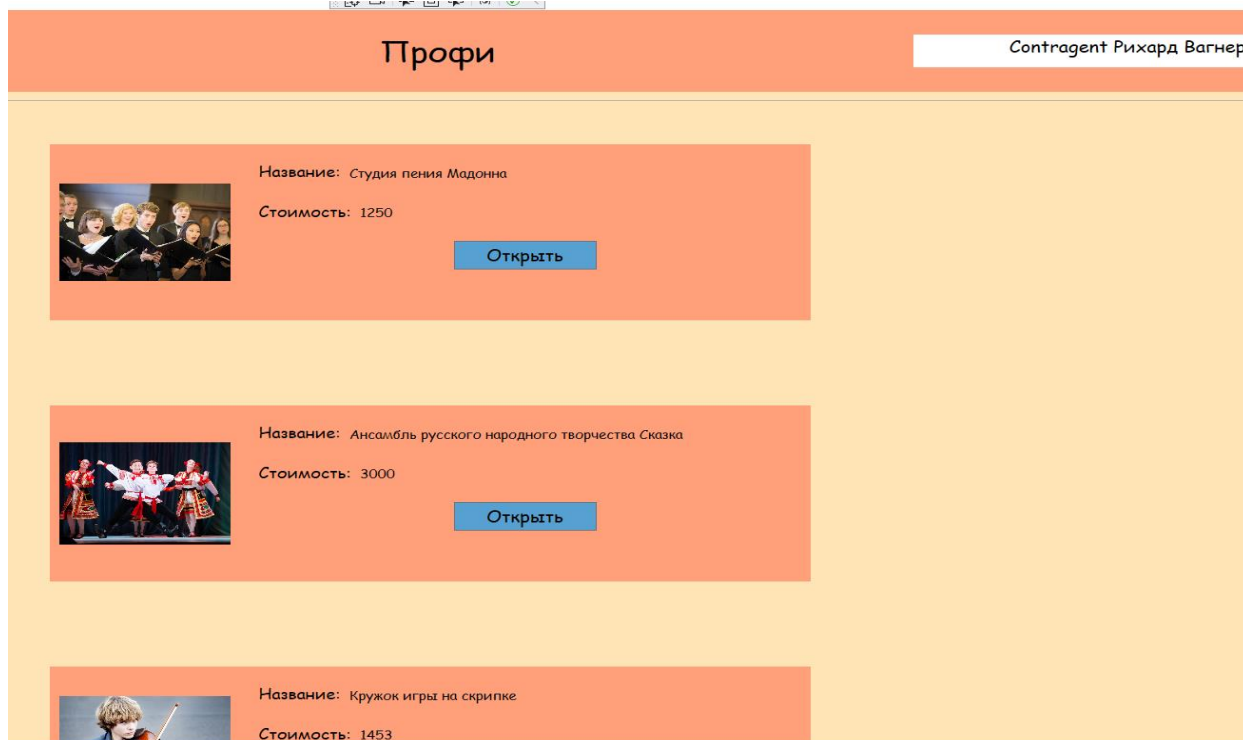 Профи
Contragent Рихард Вагнер
Название: Студия пения Мадонна
Стоимость: 1250
Открыть
Название: Ансамбль русского народного творчества Сказка
Стоимость: 3000
Открыть
Название: Кружок игры на скрипке
Стоимость: 1453